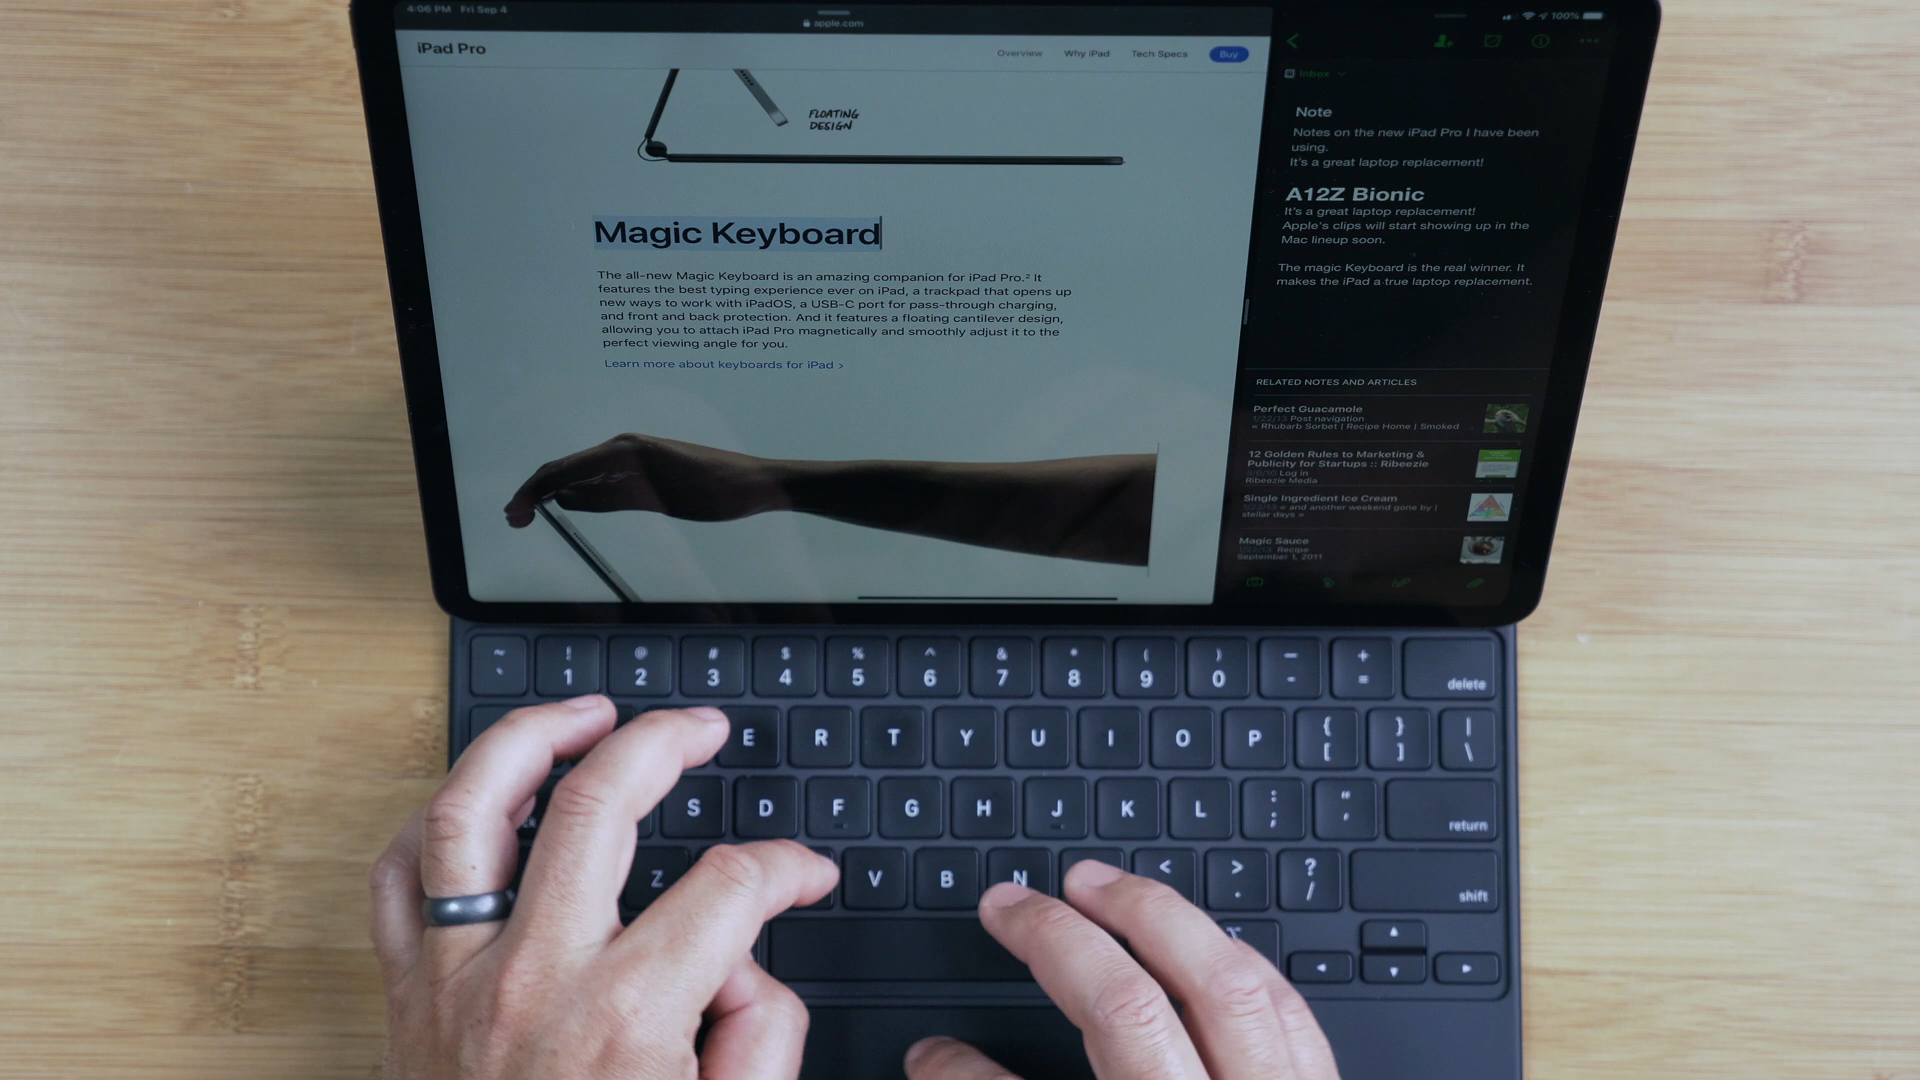 4:06 PM Fri Sep 4
apple.com
100%
iPad Pro
Overview Why iPad Tech Specs Buy
FLOATING
DESIGN
Magic Keyboard
The all-new Magic Keyboard is an amazing companion for iPad Pro.² It
features the best typing experience ever on iPad, a trackpad that opens up
new ways to work with iPadOS, a USB-C port for pass-through charging,
and front and back protection. And it features a floating cantilever design,
allowing you to attach iPad Pro magnetically and smoothly adjust it to the
perfect viewing angle for you.
Learn more about keyboards for iPad >
Inbox
Note
Notes on the new iPad Pro I have been
using.
It's a great laptop replacement!
A12Z Bionic
It's a great laptop replacement!
Apple's clips will start showing up in the
Mac lineup soon.
The magic Keyboard is the real winner. It
makes the iPad a true laptop replacement.
RELATED NOTES AND ARTICLES
Perfect Guacamole
1/22/13 Post navigation
« Rhubarb Sorbet | Recipe Home | Smoked
12 Golden Rules to Marketing &
Publicity for Startups :: Ribeezie
Log in
Ribeezie Media
Single Ingredient Ice Cream
1/22/13 « and another weekend gone by |
stellar days »
Magic Sauce
1/22/13 Recipe
September 1, 2011
~ ! @ # $ % ^ & * ( ) — +
` 1 2 3 4 5 6 7 8 9 0 - = delete
E R T Y U I O P { } |
[ ] \
S D F G H J K L : "
; ' return
Z V B N < > ?
. / shift